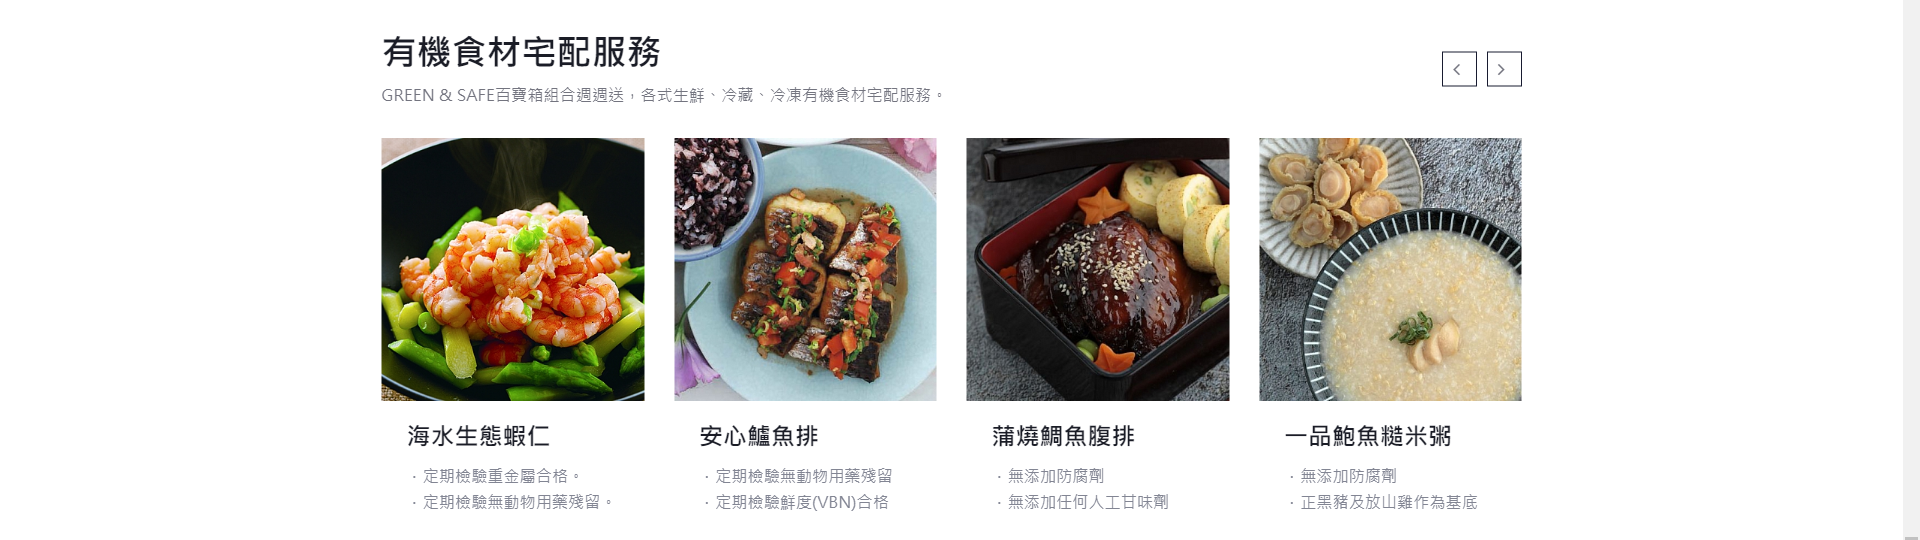 有機食材宅配服務
GREEN & SAFE百寶箱組合週週送，各式生鮮、冷藏、冷凍有機食材宅配服務。
海水生態蝦仁
．定期檢驗重金屬合格。
．定期檢驗無動物用藥殘留。
安心鱸魚排
．定期檢驗無動物用藥殘留
．定期檢驗鮮度(VBN)合格
蒲燒鯛魚腹排
．無添加防腐劑
．無添加任何人工甘味劑
一品鮑魚糙米粥
．無添加防腐劑
．正黑豬及放山雞作為基底